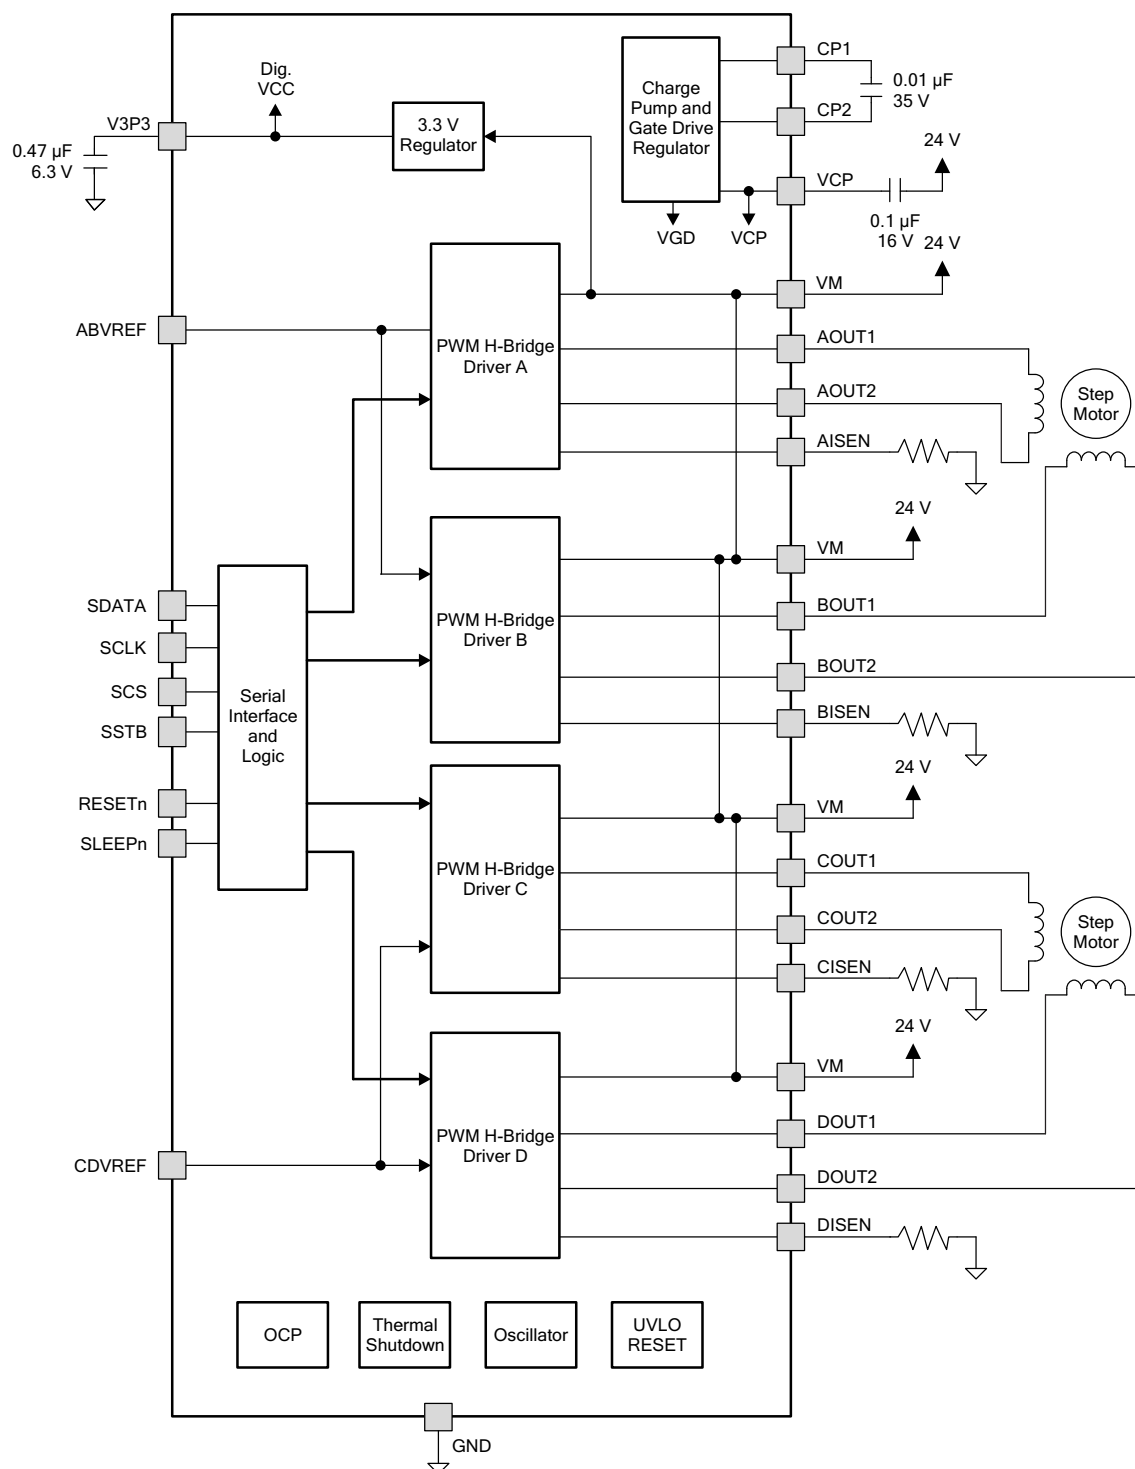 Dig.
VCC
V3P3
0.47 µF
6.3 V
3.3 V
Regulator
Charge
Pump and
Gate Drive
Regulator
CP1
0.01 µF
35 V
CP2
24 V
VCP
0.1 µF
16 V
VGD
VCP
24 V
VM
ABVREF
PWM H-Bridge
Driver A
AOUT1
AOUT2
Step
Motor
AISEN
24 V
VM
PWM H-Bridge
Driver B
BOUT1
BOUT2
BISEN
SDATA
SCLK
SCS
SSTB
RESETn
SLEEPn
Serial
Interface
and
Logic
24 V
VM
PWM H-Bridge
Driver C
COUT1
COUT2
Step
Motor
CISEN
24 V
VM
PWM H-Bridge
Driver D
DOUT1
CDVREF
DOUT2
DISEN
OCP
Thermal
Shutdown
Oscillator
UVLO
RESET
GND